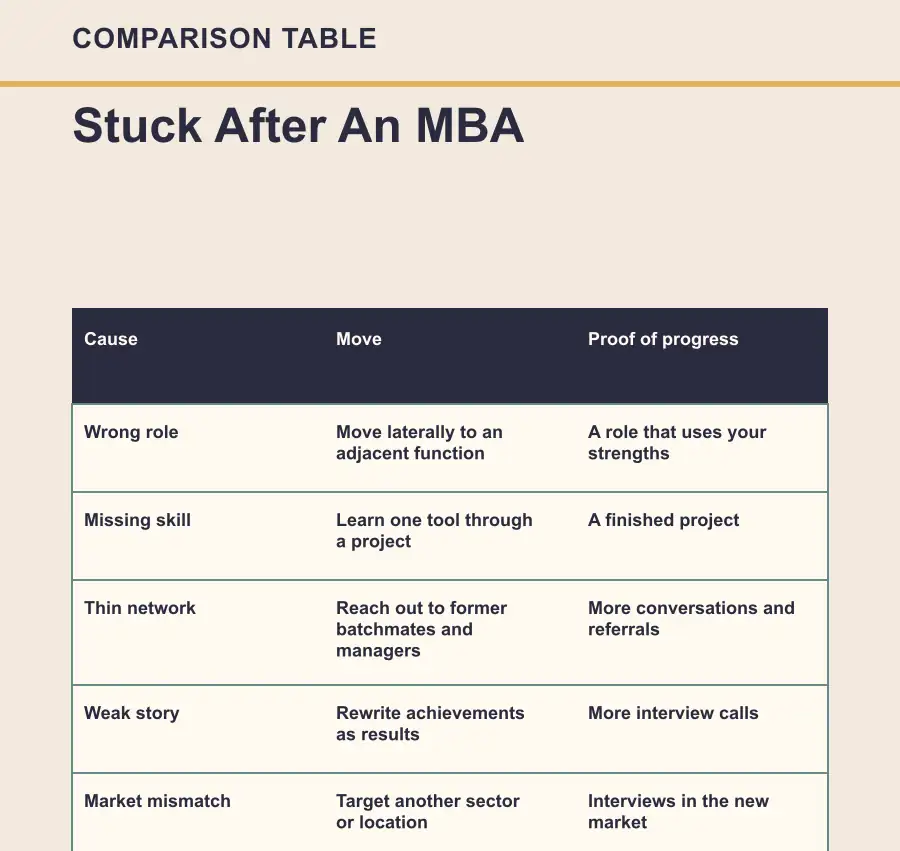 COMPARISON TABLE
Stuck After An MBA
Cause
Move
Proof of progress
Wrong role
Move laterally to an
adjacent function
A role that uses your
strengths
Missing skill
Learn one tool through
a project
A finished project
Thin network
Reach out to former
batchmates and
managers
More conversations and
referrals
Weak story
Rewrite achievements
as results
More interview calls
Market mismatch
Target another sector
or location
Interviews in the new
market